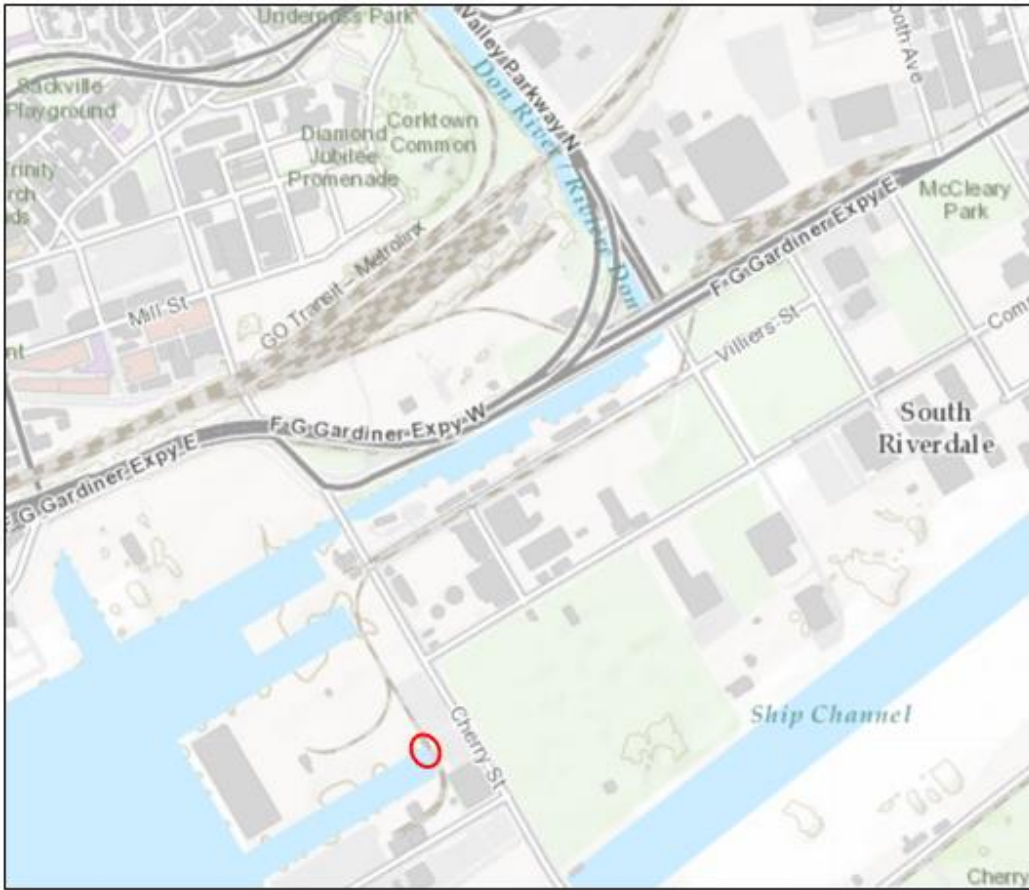 Underpass Park
Sackville
Playground
Corktown
Common
Diamond
Jubilee
Promenade
Valley Parkway N
Don River / Rivière Don
ooth Ave
McCleary
Park
Trinity
rch
ds
Mill St
GO Transit – Metrolinx
nt
F G Gardiner Expy E
Villiers St
Com
F G Gardiner Expy W
F G Gardiner Expy E
South
Riverdale
Ship Channel
Cherry St
Cherry